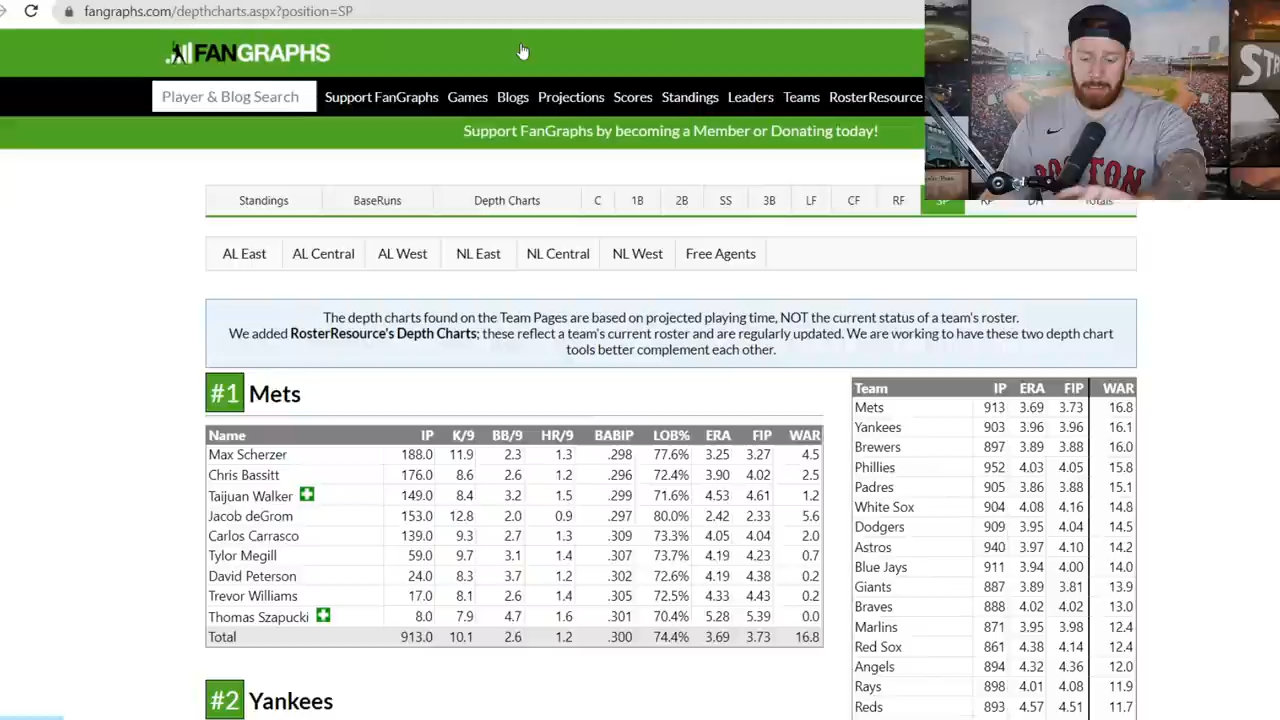 fangraphs.com/depthcharts.aspx?position=SP
FANGRAPHS
Player & Blog Search Support FanGraphs Games Blogs Projections Scores Standings Leaders Teams RosterResource
Support FanGraphs by becoming a Member or Donating today!
Standings BaseRuns Depth Charts C 1B 2B SS 3B LF CF RF SP RP DH Totals
AL East AL Central AL West NL East NL Central NL West Free Agents
The depth charts found on the Team Pages are based on projected playing time, NOT the current status of a team's roster.
We added RosterResource's Depth Charts; these reflect a team's current roster and are regularly updated. We are working to have these two depth chart
tools better complement each other.
#1 Mets
Name IP K/9 BB/9 HR/9 BABIP LOB% ERA FIP WAR
Max Scherzer 188.0 11.9 2.3 1.3 .298 77.6% 3.25 3.27 4.5
Chris Bassitt 176.0 8.6 2.6 1.2 .296 72.4% 3.90 4.02 2.5
Taijuan Walker 149.0 8.4 3.2 1.5 .299 71.6% 4.53 4.61 1.2
Jacob deGrom 153.0 12.8 2.0 0.9 .297 80.0% 2.42 2.33 5.6
Carlos Carrasco 139.0 9.3 2.7 1.3 .309 73.3% 4.05 4.04 2.0
Tylor Megill 59.0 9.7 3.1 1.4 .307 73.7% 4.19 4.23 0.7
David Peterson 24.0 8.3 3.7 1.2 .302 72.6% 4.19 4.38 0.2
Trevor Williams 17.0 8.1 2.6 1.4 .305 72.5% 4.33 4.43 0.2
Thomas Szapucki 8.0 7.9 4.7 1.6 .301 70.4% 5.28 5.39 0.0
Total 913.0 10.1 2.6 1.2 .300 74.4% 3.69 3.73 16.8
#2 Yankees
Team IP ERA FIP WAR
Mets 913 3.69 3.73 16.8
Yankees 903 3.96 3.96 16.1
Brewers 897 3.89 3.88 16.0
Phillies 952 4.03 4.05 15.8
Padres 905 3.86 3.88 15.1
White Sox 904 4.08 4.16 14.8
Dodgers 909 3.95 4.04 14.5
Astros 940 3.97 4.10 14.2
Blue Jays 911 3.94 4.00 14.0
Giants 887 3.89 3.81 13.9
Braves 888 4.02 4.02 13.0
Marlins 871 3.95 3.98 12.4
Red Sox 861 4.38 4.14 12.4
Angels 894 4.32 4.36 12.0
Rays 898 4.01 4.08 11.9
Reds 893 4.57 4.51 11.7
BOSTON